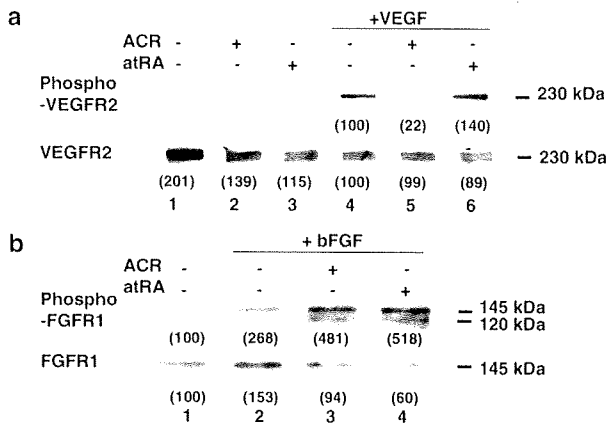 a
+VEGF
ACR - + - - + -
atRA - - + - - +
Phospho
-VEGFR2
230 kDa
(100) (22) (140)
VEGFR2
230 kDa
(201) (139) (115) (100) (99) (89)
1 2 3 4 5 6
b
+ bFGF
ACR - - + -
atRA - - - +
Phospho
-FGFR1
145 kDa
120 kDa
(100) (268) (481) (518)
FGFR1
145 kDa
(100) (153) (94) (60)
1 2 3 4